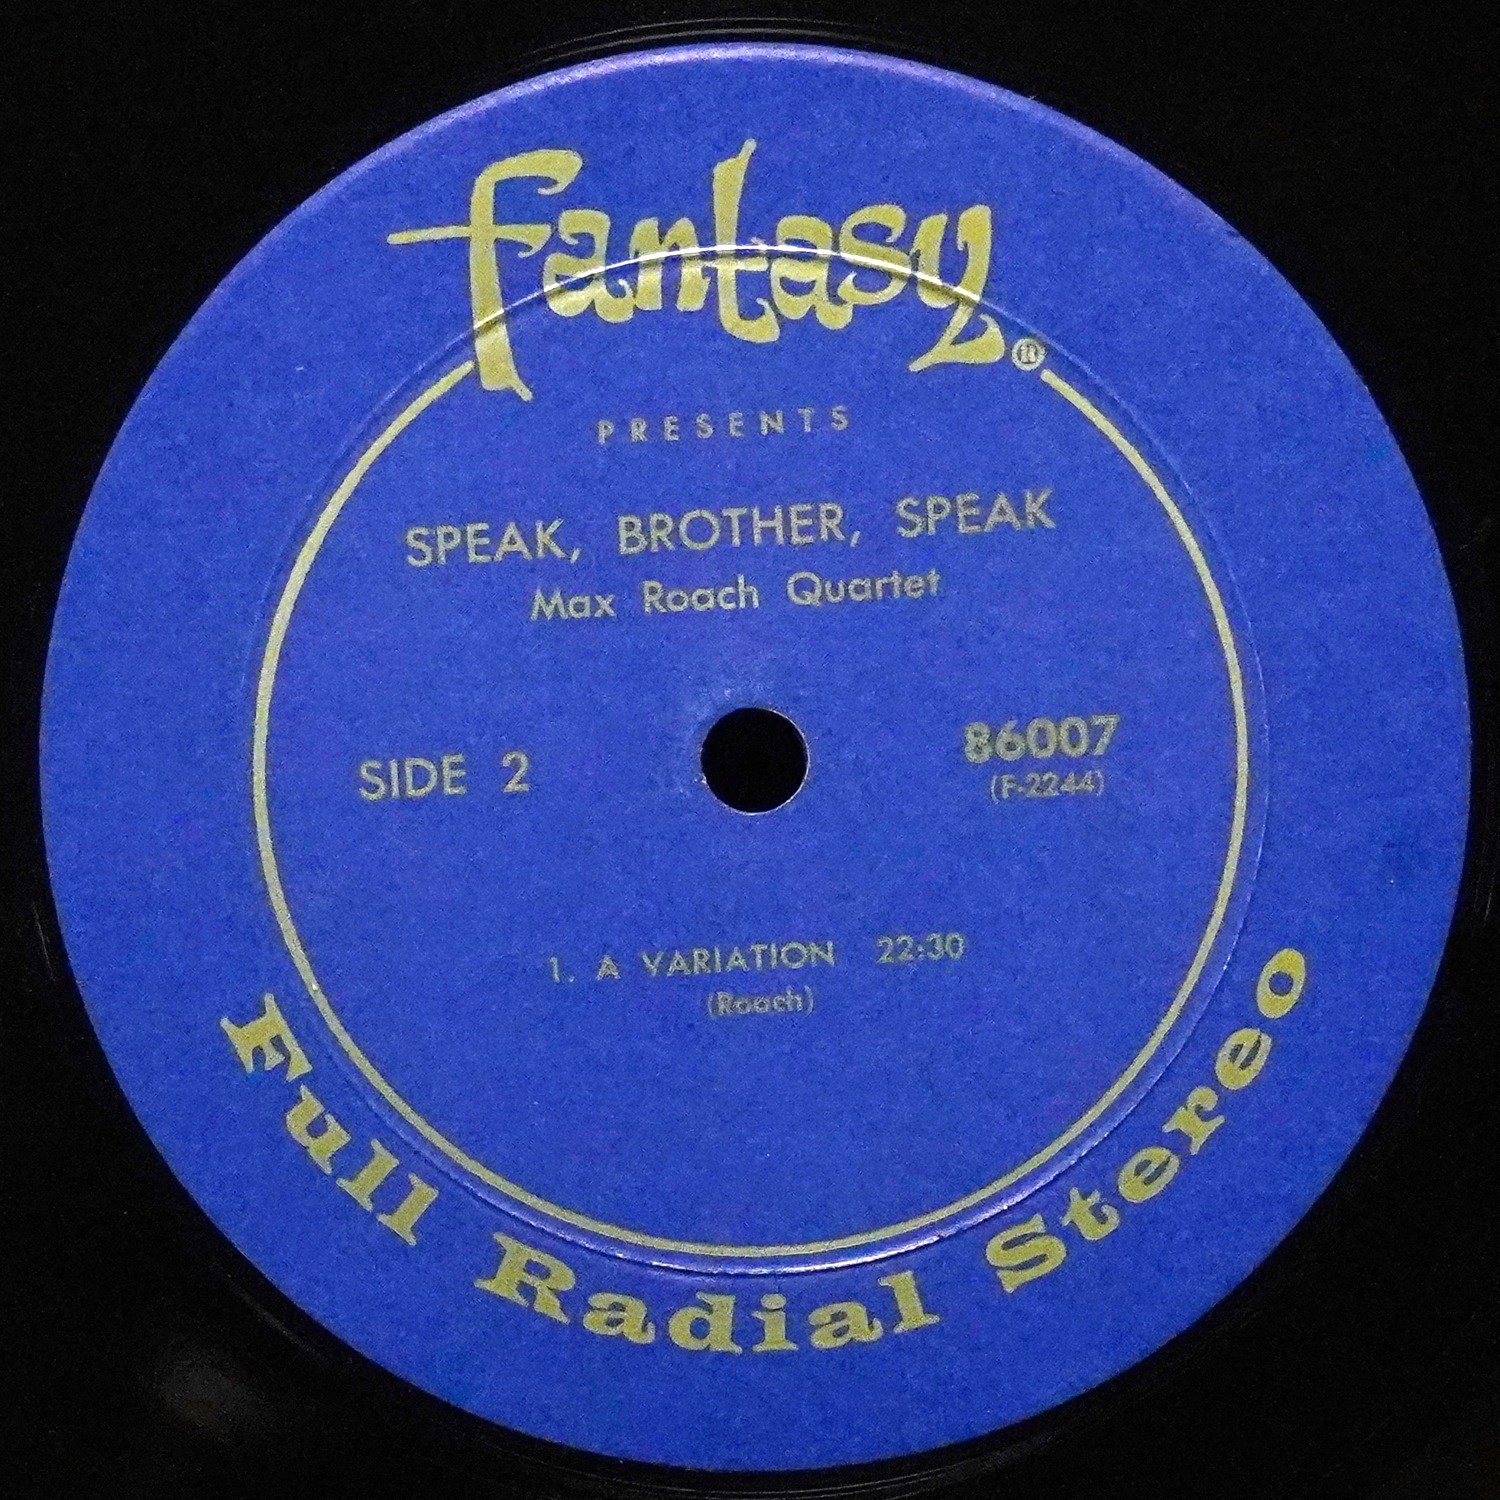 fantasy®
PRESENTS
SPEAK, BROTHER, SPEAK
Max Roach Quartet
SIDE 2
86007
(F-2244)
1. A VARIATION 22:30
(Roach)
Full Radial Stereo